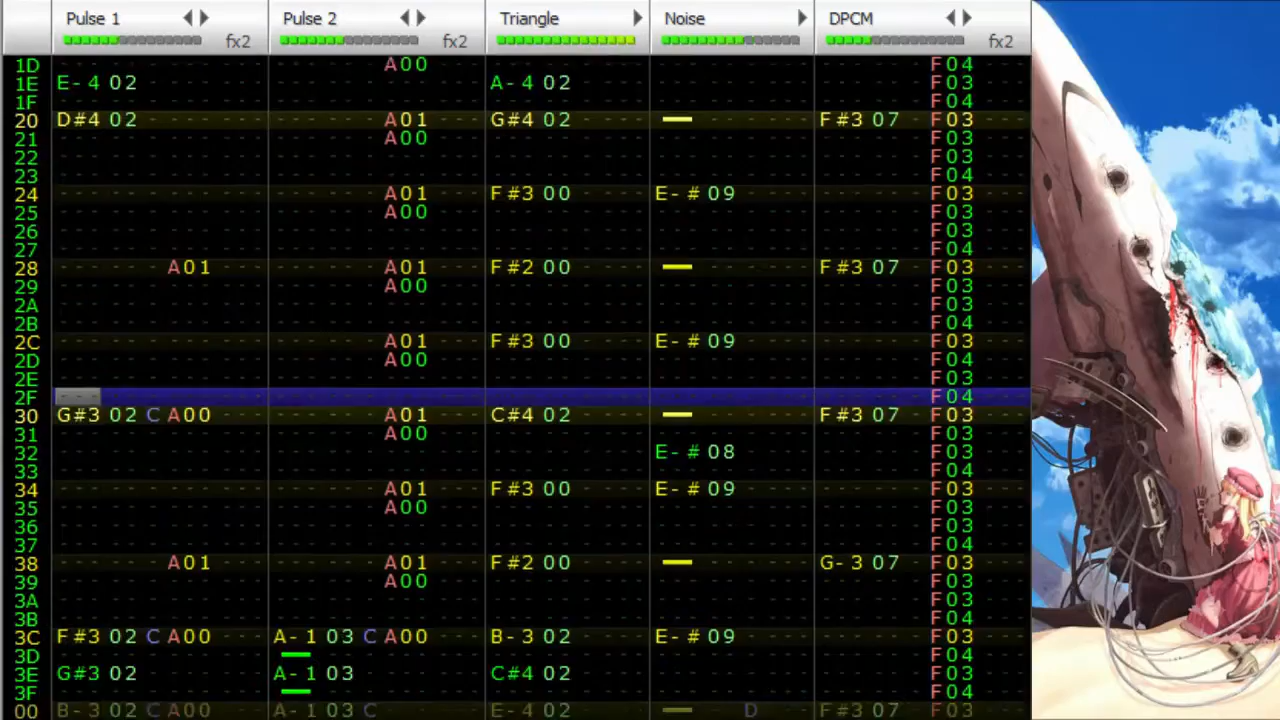 Pulse 1 Pulse 2 Triangle Noise DPCM
fx2 fx2 fx2
1D A00 F04
1E E-4 02 A-4 02 F03
1F F04
20 D#4 02 A01 G#4 02 F#3 07 F03
21 A00 F03
22 F03
23 F04
24 A01 F#3 00 E-# 09 F03
25 A00 F03
26 F03
27 F04
28 A01 A01 F#2 00 F#3 07 F03
29 A00 F03
2A F03
2B F04
2C A01 F#3 00 E-# 09 F03
2D A00 F04
2E F03
2F F04
30 G#3 02 C A00 A01 C#4 02 F#3 07 F03
31 A00 F03
32 E-# 08 F03
33 F04
34 A01 F#3 00 E-# 09 F03
35 A00 F03
36 F03
37 F04
38 A01 A01 F#2 00 G-3 07 F03
39 A00 F03
3A F03
3B F04
3C F#3 02 C A00 A-1 03 C A00 B-3 02 E-# 09 F03
3D F04
3E G#3 02 A-1 03 C#4 02 F03
3F F04
00 B-3 02 C A00 A-1 03 C E-4 02 D F#3 07 F03